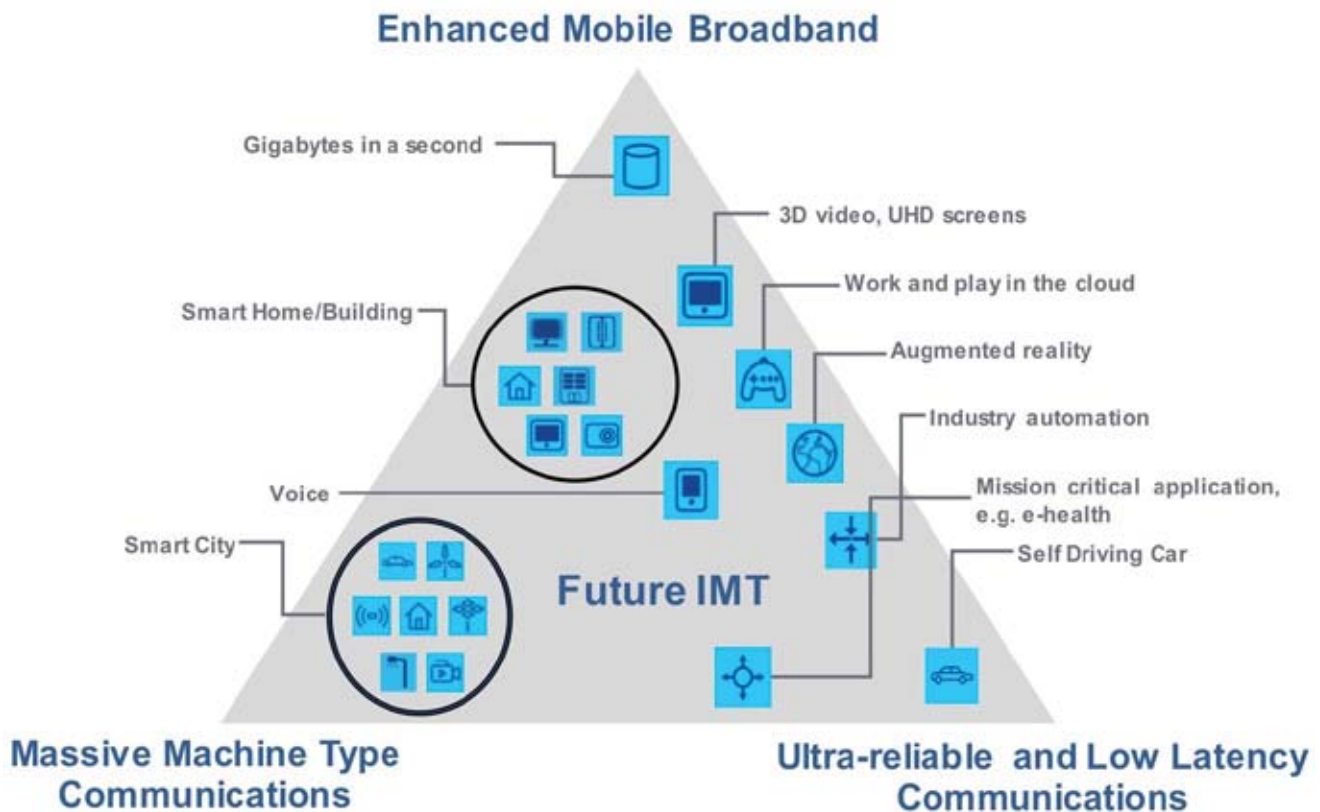 Enhanced Mobile Broadband
Gigabytes in a second
3D video, UHD screens
Work and play in the cloud
Smart Home/Building
Augmented reality
Industry automation
Mission critical application,
e.g. e-health
Voice
Smart City
Self Driving Car
Future IMT
Massive Machine Type
Communications
Ultra-reliable and Low Latency
Communications